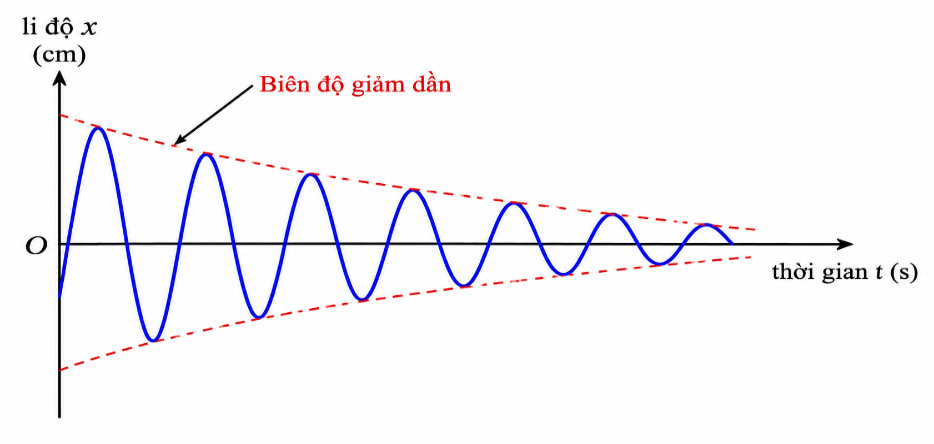 li độ x
(cm)
Biên độ giảm dần
O
thời gian t (s)